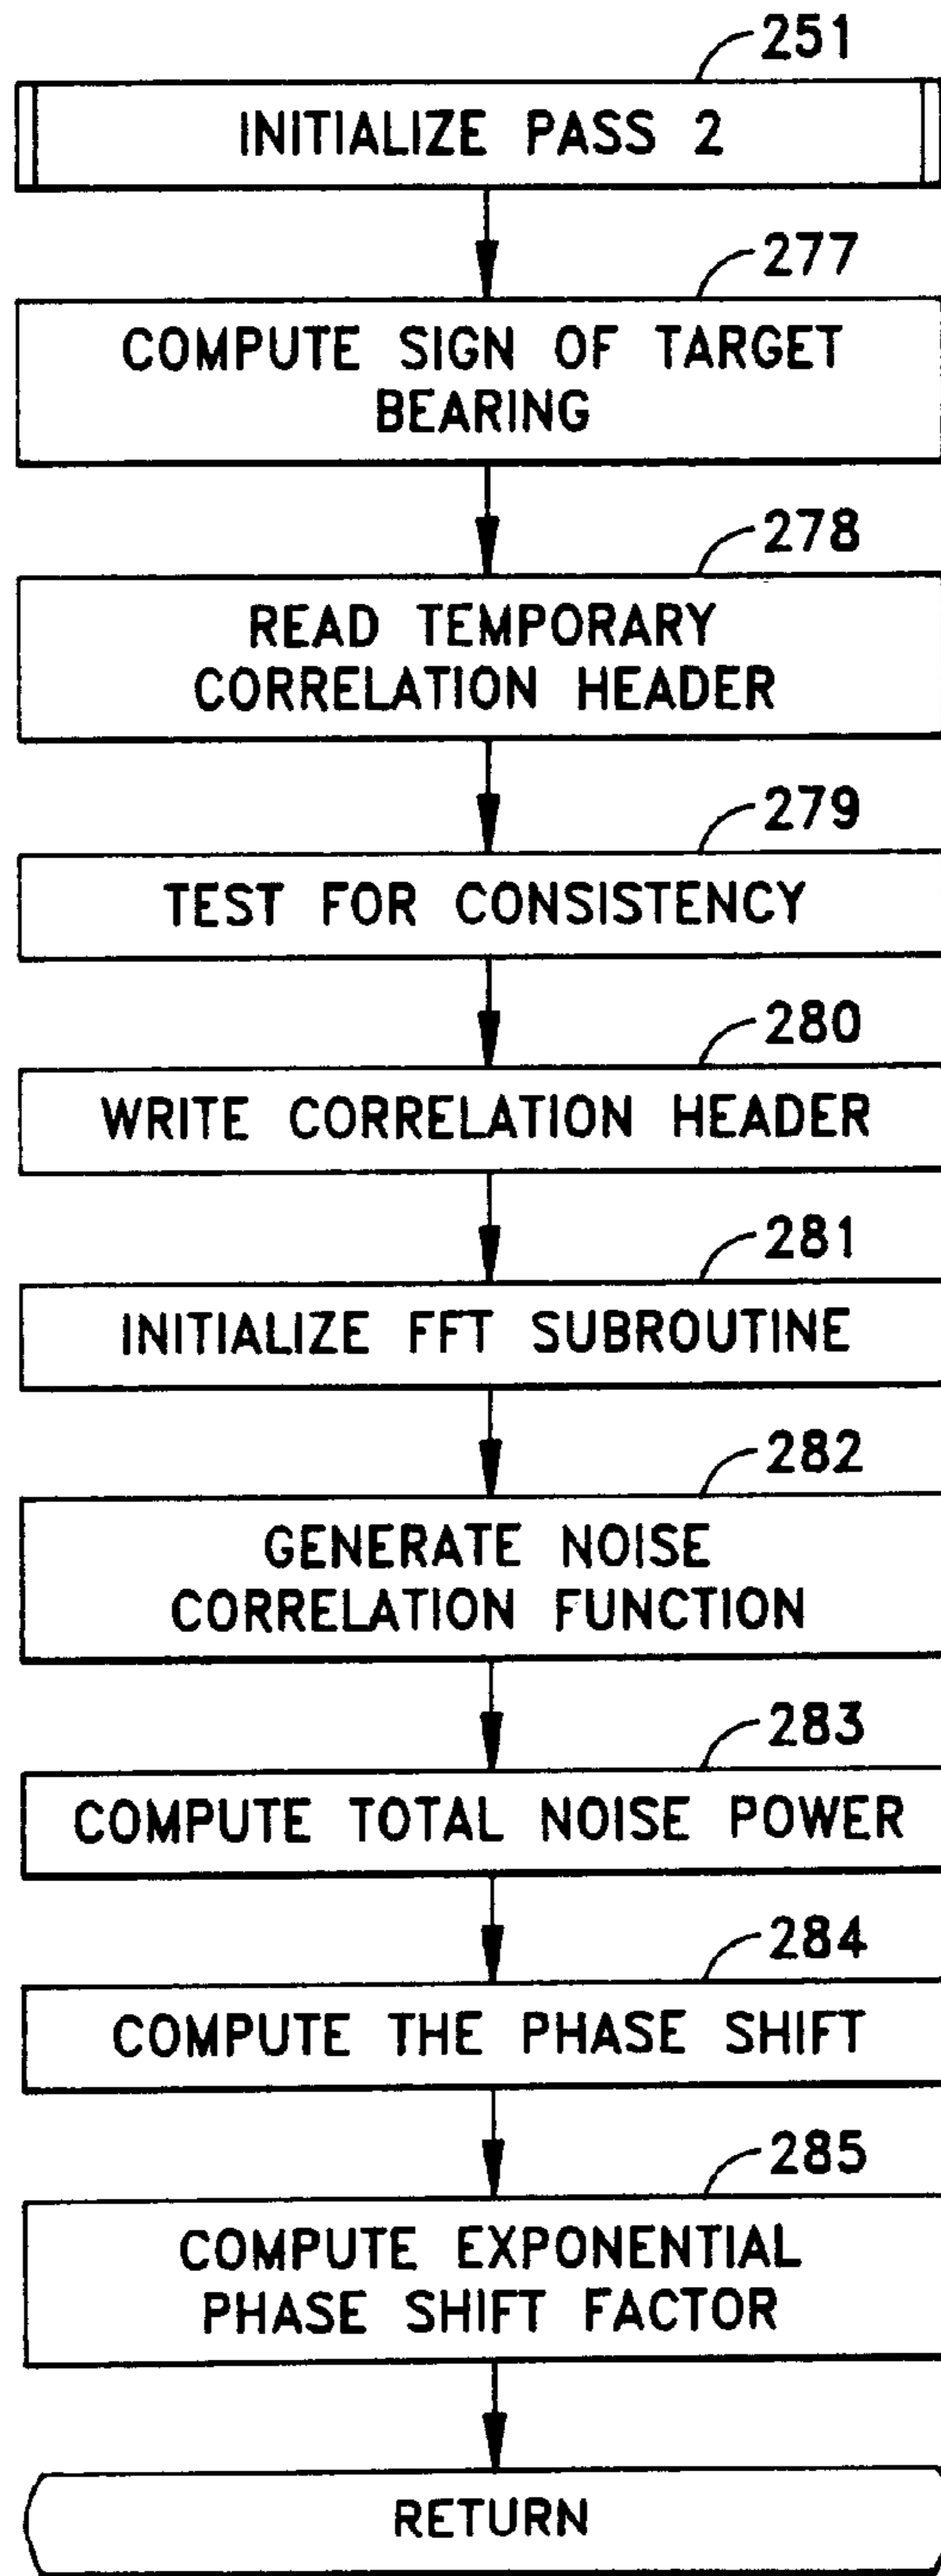 251
INITIALIZE PASS 2
277
COMPUTE SIGN OF TARGET
BEARING
278
READ TEMPORARY
CORRELATION HEADER
279
TEST FOR CONSISTENCY
280
WRITE CORRELATION HEADER
281
INITIALIZE FFT SUBROUTINE
282
GENERATE NOISE
CORRELATION FUNCTION
283
COMPUTE TOTAL NOISE POWER
284
COMPUTE THE PHASE SHIFT
285
COMPUTE EXPONENTIAL
PHASE SHIFT FACTOR
RETURN